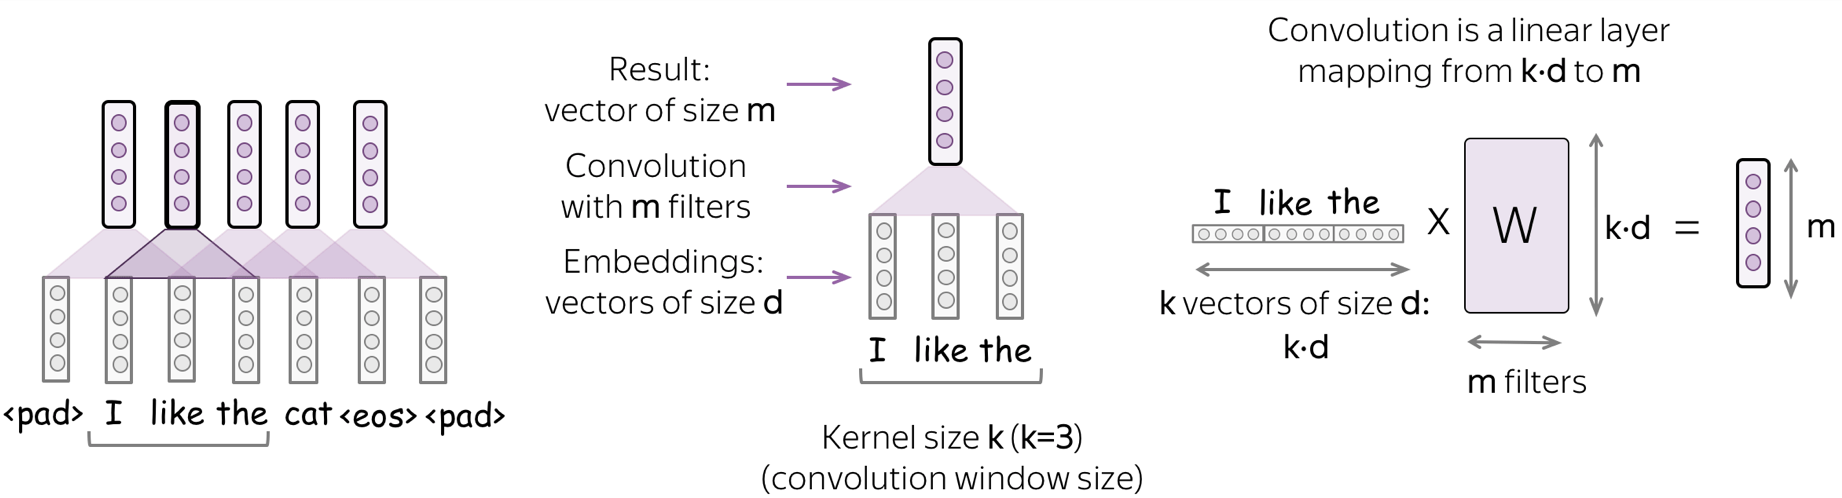 <pad> I like the cat <eos> <pad>
Result:
vector of size m
Convolution
with m filters
Embeddings:
vectors of size d
I like the
Kernel size k (k=3)
(convolution window size)
Convolution is a linear layer
mapping from k·d to m
I like the
X
W
k·d
=
m
k vectors of size d:
k·d
m filters